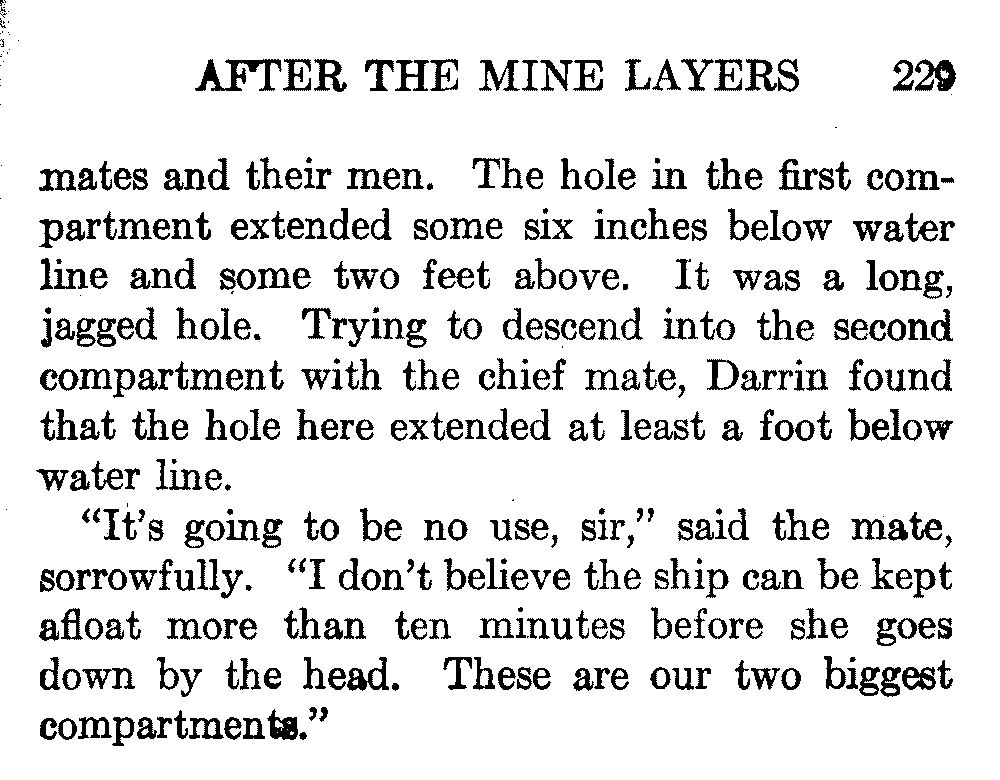 AFTER THE MINE LAYERS 229
mates and their men. The hole in the first com-
partment extended some six inches below water
line and some two feet above. It was a long,
jagged hole. Trying to descend into the second
compartment with the chief mate, Darrin found
that the hole here extended at least a foot below
water line.
"It's going to be no use, sir," said the mate,
sorrowfully. "I don't believe the ship can be kept
afloat more than ten minutes before she goes
down by the head. These are our two biggest
compartments."